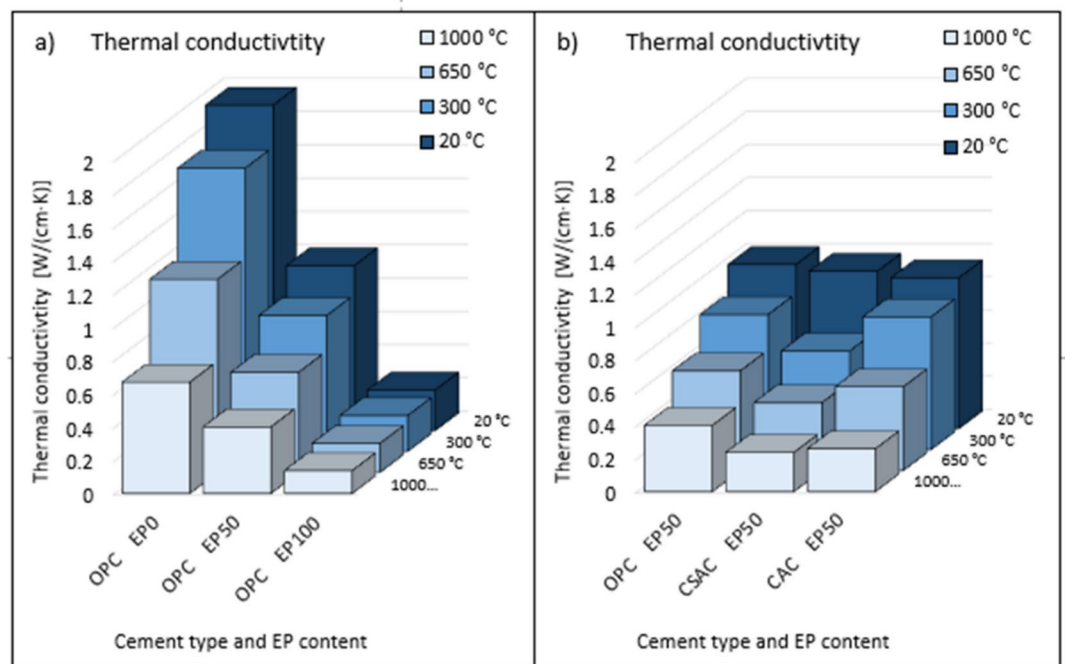 a) Thermal conductivtity
1000 °C
650 °C
300 °C
20 °C
Thermal conductivtity [W/(cm·K)]
2
1.8
1.6
1.4
1.2
1
0.8
0.6
0.4
0.2
0
20 °C
300 °C
650 °C
1000...
OPC EP0
OPC EP50
OPC EP100
Cement type and EP content
b) Thermal conductivtity
1000 °C
650 °C
300 °C
20 °C
Thermal conductivtity [W/(cm·K)]
2
1.8
1.6
1.4
1.2
1
0.8
0.6
0.4
0.2
0
20 °C
300 °C
650 °C
1000...
OPC EP50
CSAC EP50
CAC EP50
Cement type and EP content